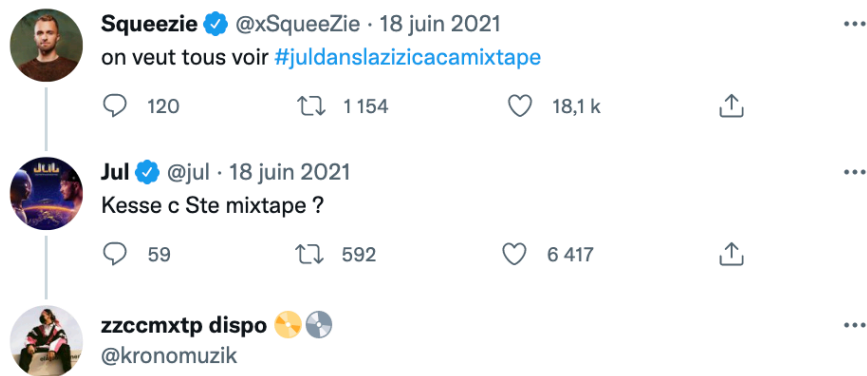 Squeezie @xSqueeZie · 18 juin 2021
on veut tous voir #juldanslazizicacamixtape
120 1 154 18,1 k
Jul @jul · 18 juin 2021
Kesse c Ste mixtape ?
59 592 6 417
zzccmxtp dispo
@kronomuzik
JUL